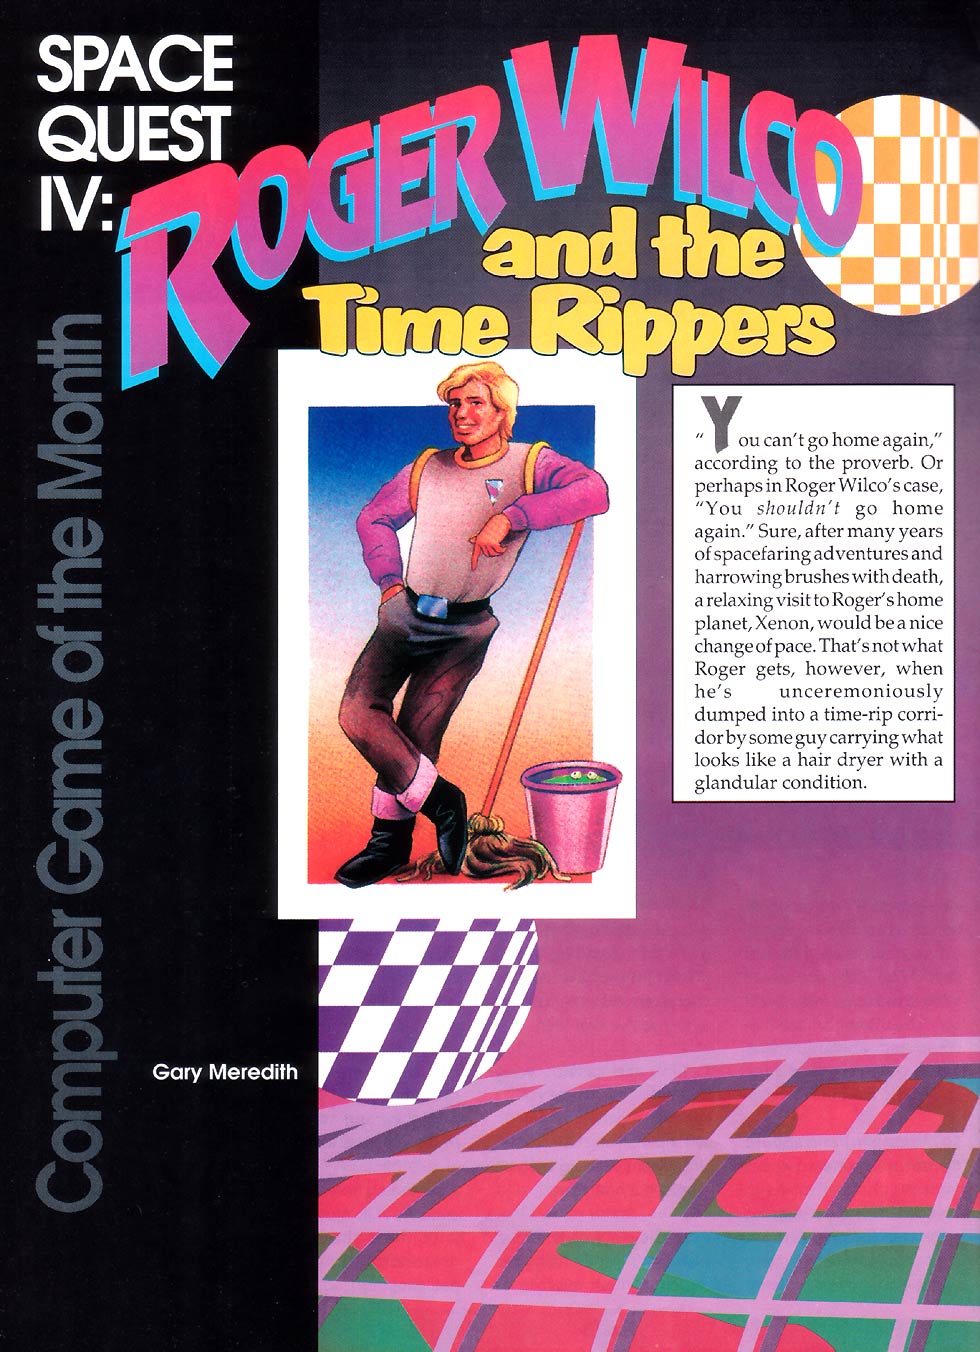 SPACE
QUEST
IV:
ROGER WILCO
and the
Time Rippers
Computer Game of the Month
"You can't go home again,"
according to the proverb. Or
perhaps in Roger Wilco's case,
"You shouldn't go home
again." Sure, after many years
of spacefaring adventures and
harrowing brushes with death,
a relaxing visit to Roger's home
planet, Xenon, would be a nice
change of pace. That's not what
Roger gets, however, when
he's unceremoniously
dumped into a time-rip corri-
dor by some guy carrying what
looks like a hair dryer with a
glandular condition.
Gary Meredith